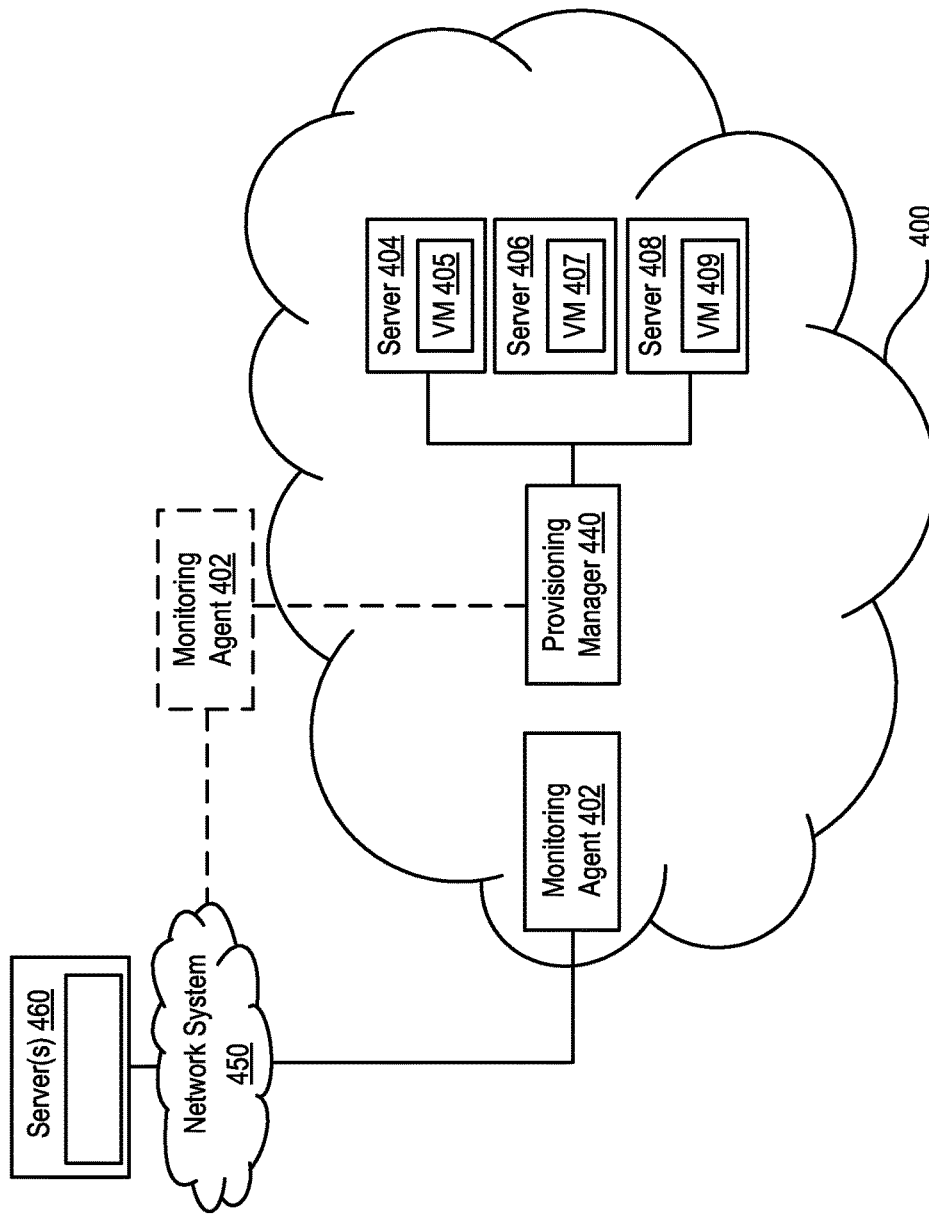 Server(s) 460
Network System
450
Monitoring
Agent 402
Monitoring
Agent 402
Provisioning
Manager 440
Server 404
VM 405
Server 406
VM 407
Server 408
VM 409
400